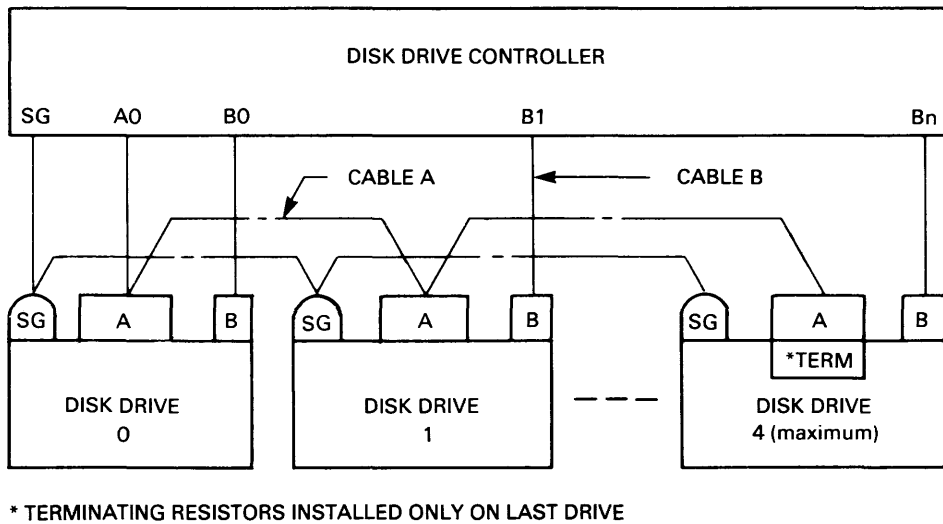 DISK DRIVE CONTROLLER
SG A0 B0 B1 Bn
CABLE A CABLE B
SG A B SG A B SG A B
*TERM
DISK DRIVE
0
DISK DRIVE
1
DISK DRIVE
4 (maximum)
* TERMINATING RESISTORS INSTALLED ONLY ON LAST DRIVE